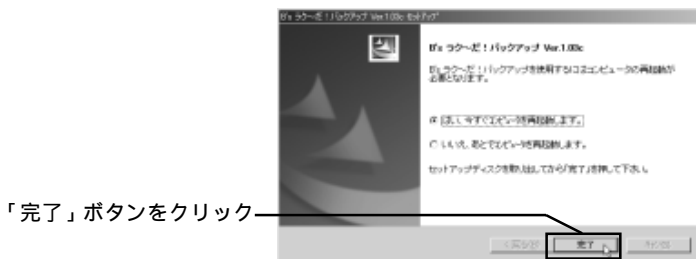 B's ラク〜だ!バックアップ Ver.1.00c セットアップ
B's ラク〜だ!バックアップ Ver.1.00c
B's ラク〜だ!バックアップを使用するにはコンピュータの再起動が
必要となります。
はい、今すぐコンピュータを再起動します。
いいえ、あとでコンピュータを再起動します。
セットアップディスクを取り出してから「完了」を押して下さい。
「完了」ボタンをクリック
< 戻る(B)
完了
キャンセル